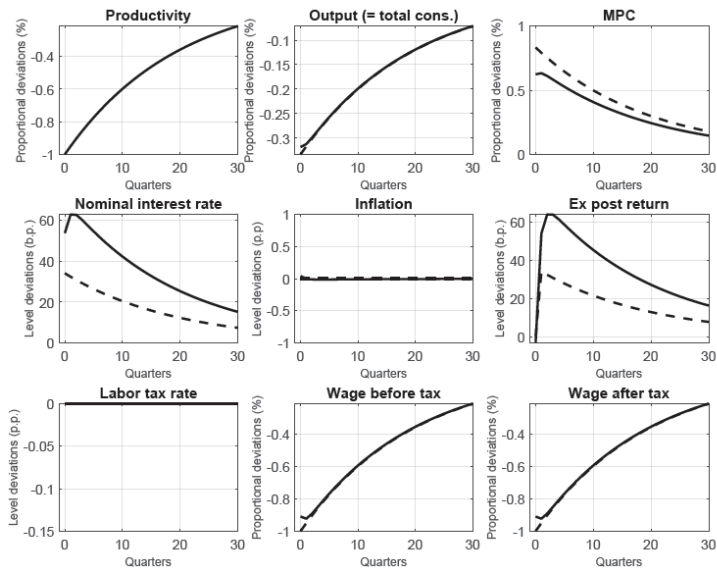 Productivity
Proportional deviations (%)
-0.4
-0.6
-0.8
-1
0 10 20 30
Quarters
Output (= total cons.)
Proportional deviations (%)
-0.1
-0.15
-0.2
-0.25
-0.3
0 10 20 30
Quarters
MPC
Proportional deviations (%)
1
0.5
0
0 10 20 30
Quarters
Nominal interest rate
Level deviations (b.p.)
60
40
20
0
0 10 20 30
Quarters
Inflation
Level deviations (p.p)
1
0.5
0
-0.5
-1
0 10 20 30
Quarters
Ex post return
Level deviations (b.p.)
60
40
20
0
0 10 20 30
Quarters
Labor tax rate
Level deviations (p.p.)
0
-0.05
-0.1
-0.15
0 10 20 30
Quarters
Wage before tax
Proportional deviations (%)
-0.4
-0.6
-0.8
-1
0 10 20 30
Quarters
Wage after tax
Proportional deviations (%)
-0.4
-0.6
-0.8
-1
0 10 20 30
Quarters